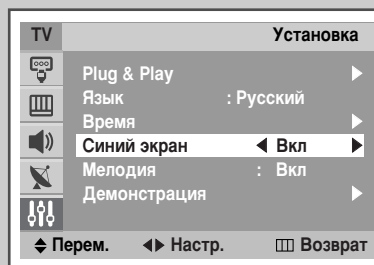 TV Установка
Plug & Play
Язык : Русский
Время
Синий экран Вкл
Мелодия : Вкл
Демонстрация
Перем. Настр. Возврат